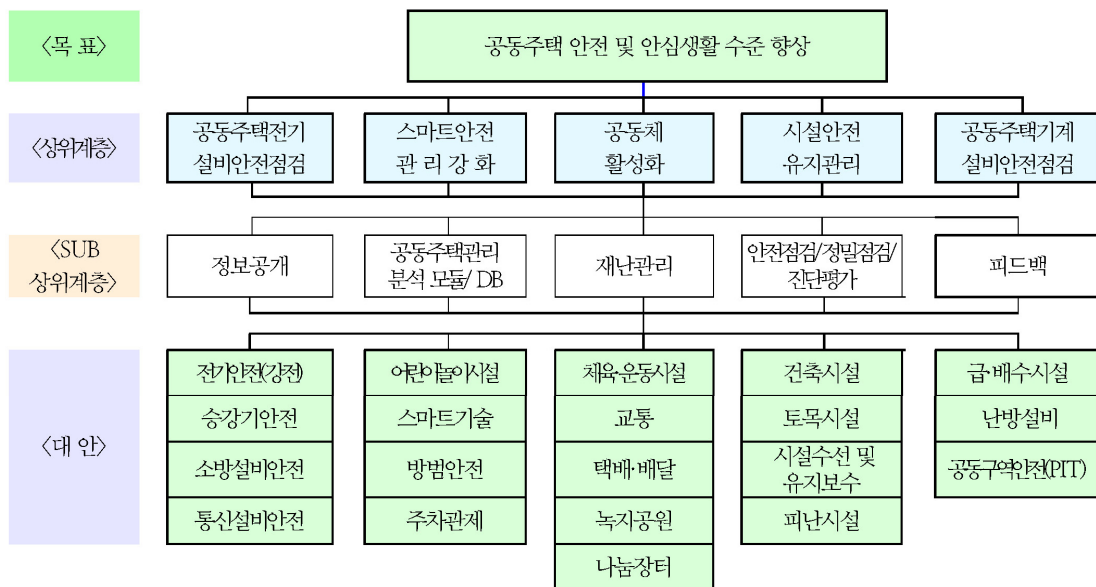 〈목 표〉
공동주택 안전 및 안심생활 수준 향상
〈상위계층〉
공동주택전기
설비안전점검
스마트안전
관 리 강 화
공동체
활성화
시설안전
유지관리
공동주택기계
설비안전점검
〈SUB
상위계층〉
정보공개
공동주택관리
분석 모듈/ DB
재난관리
안전점검/정밀점검/
진단평가
피드백
〈대 안〉
전기안전(강전)
승강기안전
소방설비안전
통신설비안전
어린이놀이시설
스마트기술
방범안전
주차관제
체육·운동시설
교통
택배·배달
녹지공원
나눔장터
건축시설
토목시설
시설수선 및
유지보수
피난시설
급·배수시설
난방설비
공동구역안전(PIT)